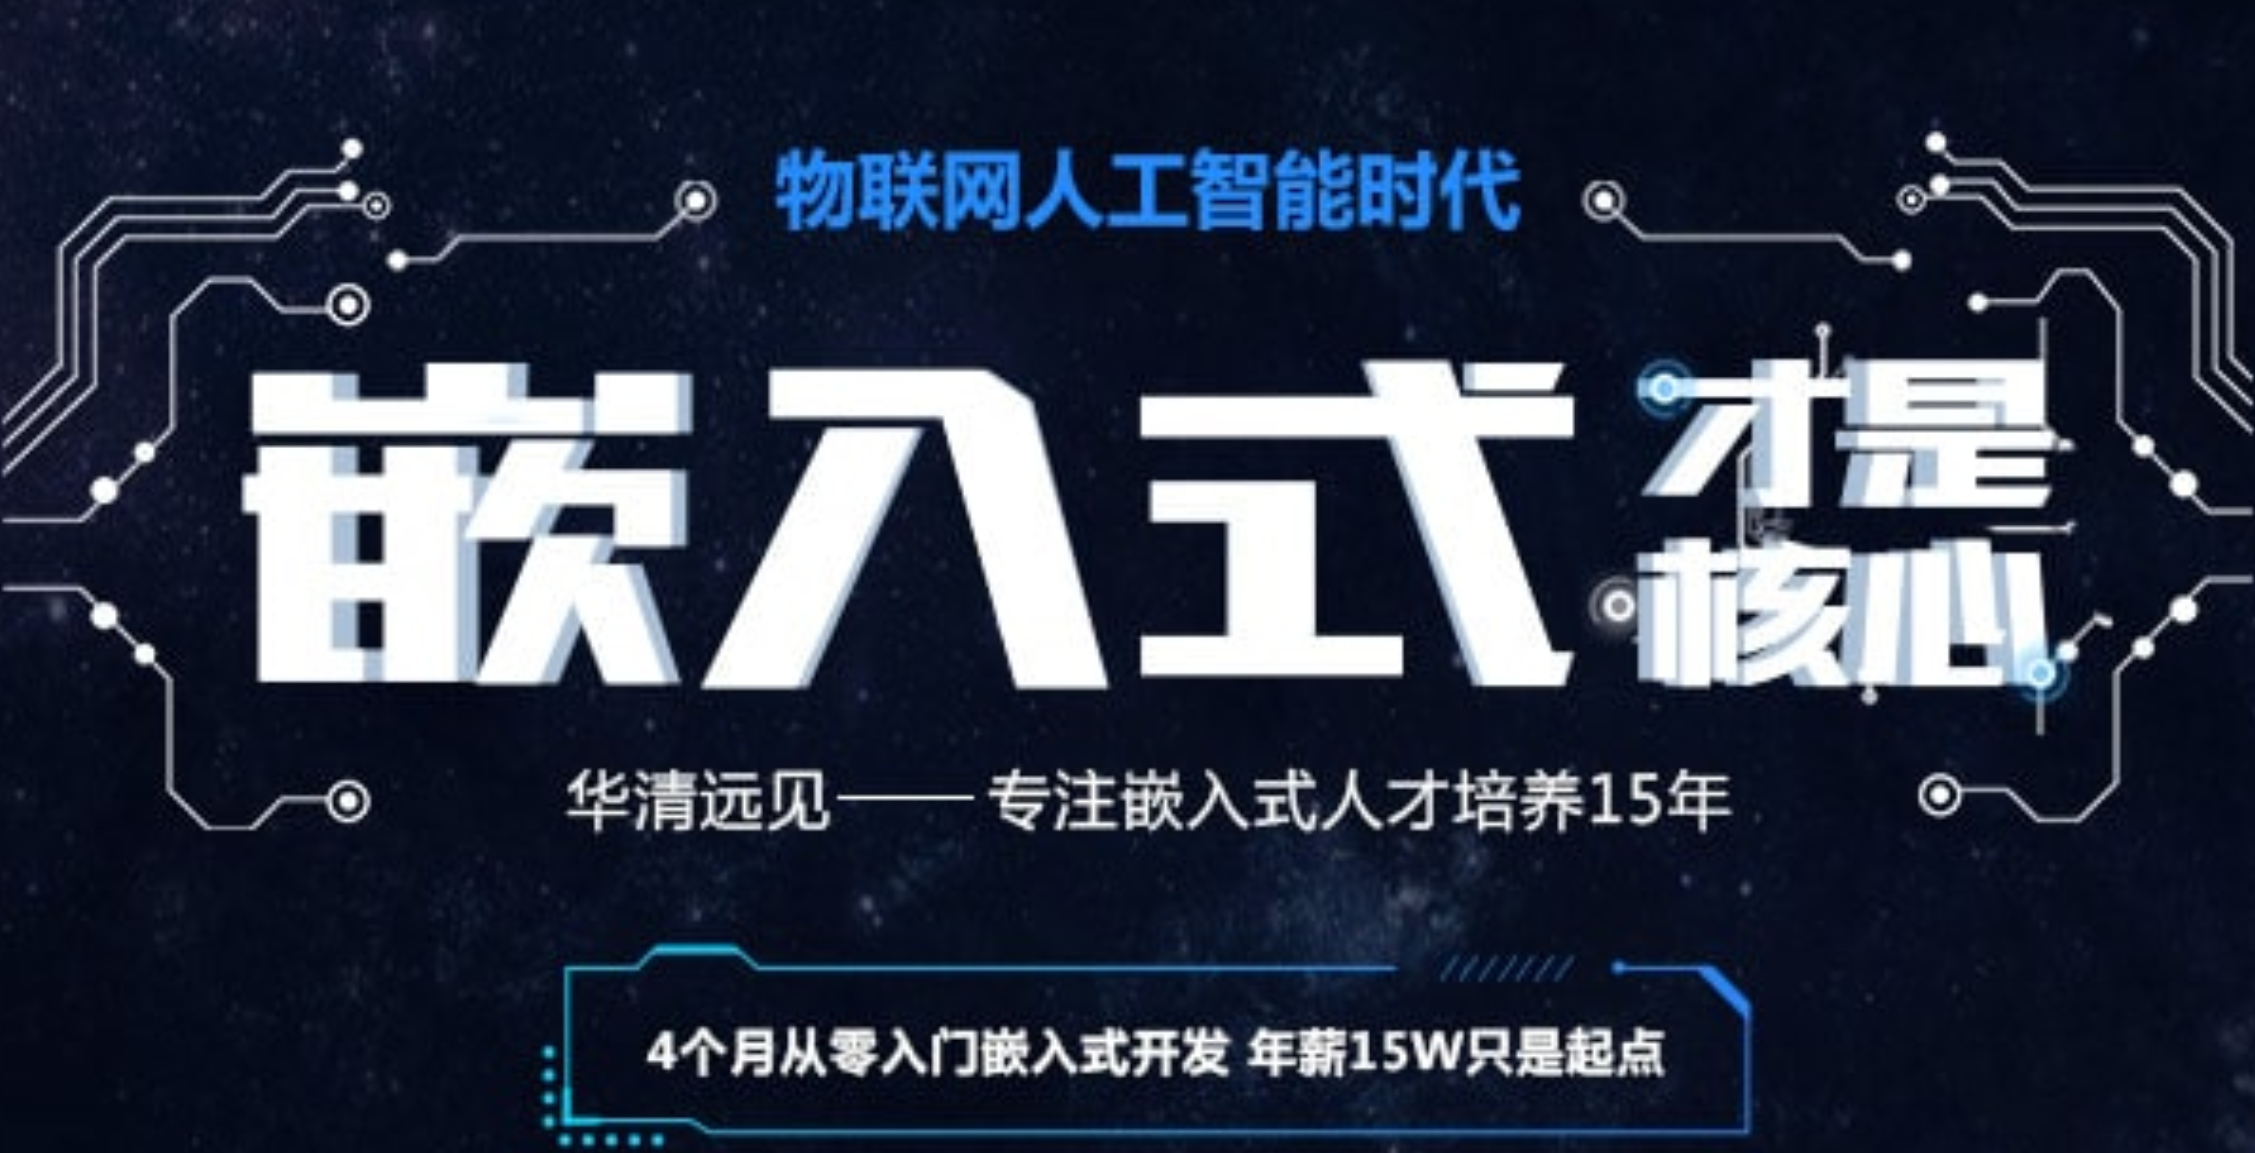 物联网人工智能时代
嵌入式才是核心
华清远见——专注嵌入式人才培养15年
4个月从零入门嵌入式开发 年薪15W只是起点